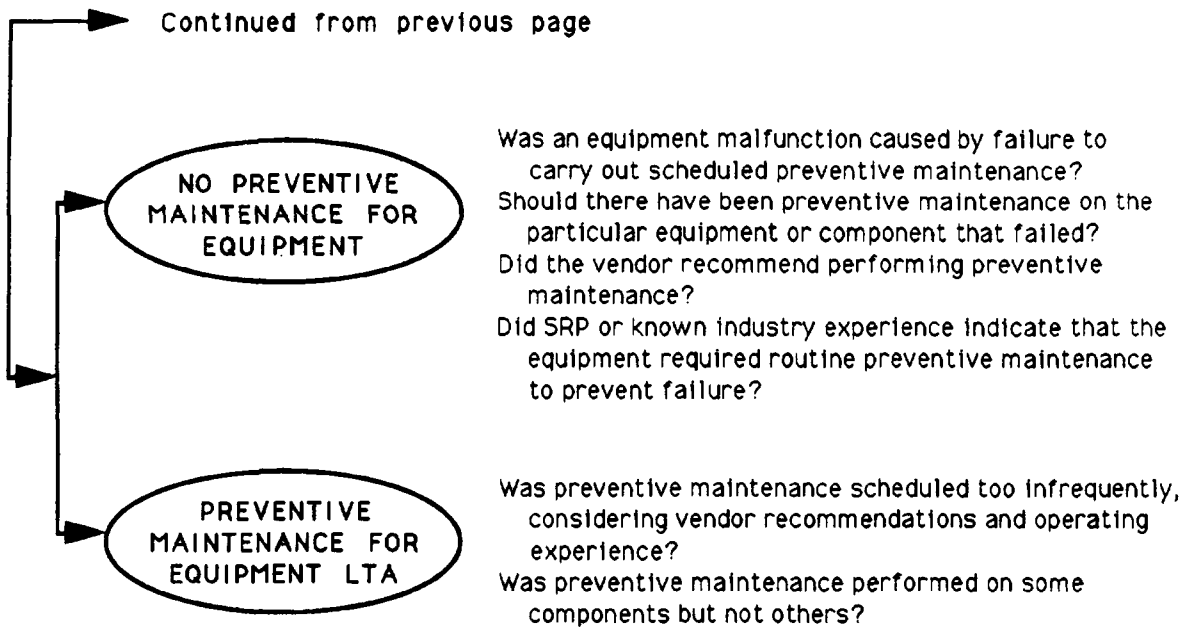 Continued from previous page
NO PREVENTIVE
MAINTENANCE FOR
EQUIPMENT
Was an equipment malfunction caused by failure to
carry out scheduled preventive maintenance?
Should there have been preventive maintenance on the
particular equipment or component that failed?
Did the vendor recommend performing preventive
maintenance?
Did SRP or known industry experience indicate that the
equipment required routine preventive maintenance
to prevent failure?
PREVENTIVE
MAINTENANCE FOR
EQUIPMENT LTA
Was preventive maintenance scheduled too infrequently,
considering vendor recommendations and operating
experience?
Was preventive maintenance performed on some
components but not others?